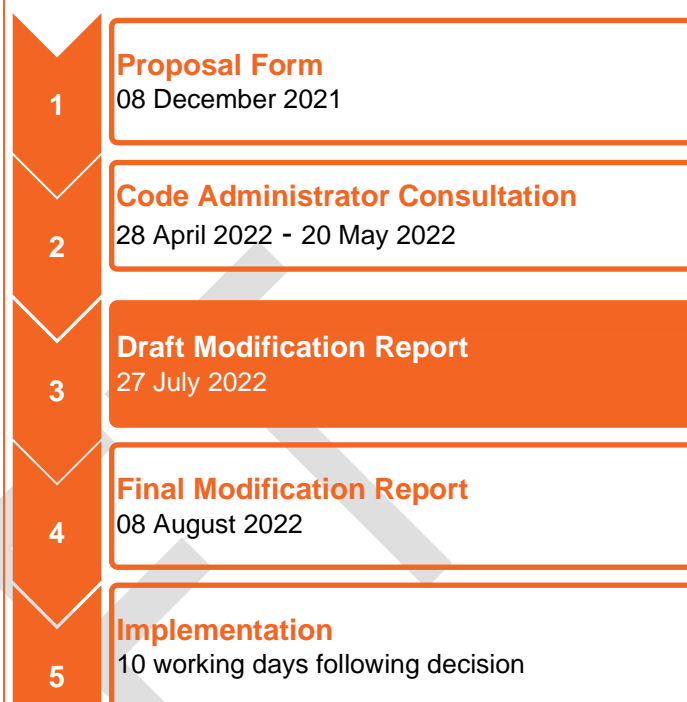 1
Proposal Form
08 December 2021
2
Code Administrator Consultation
28 April 2022 - 20 May 2022
3
Draft Modification Report
27 July 2022
4
Final Modification Report
08 August 2022
5
Implementation
10 working days following decision